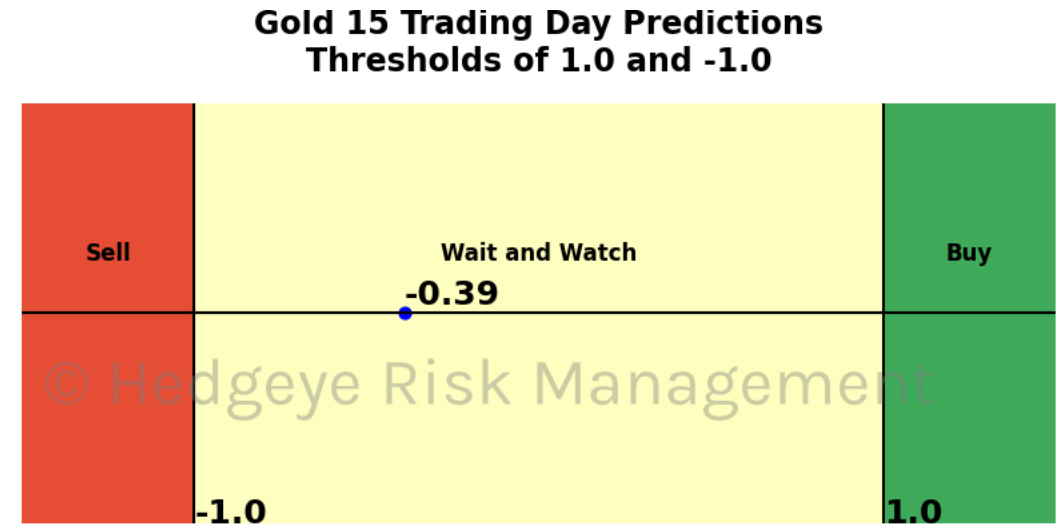 Gold 15 Trading Day Predictions
Thresholds of 1.0 and -1.0
Sell
Wait and Watch
Buy
-0.39
© Hedgeye Risk Management
-1.0
1.0